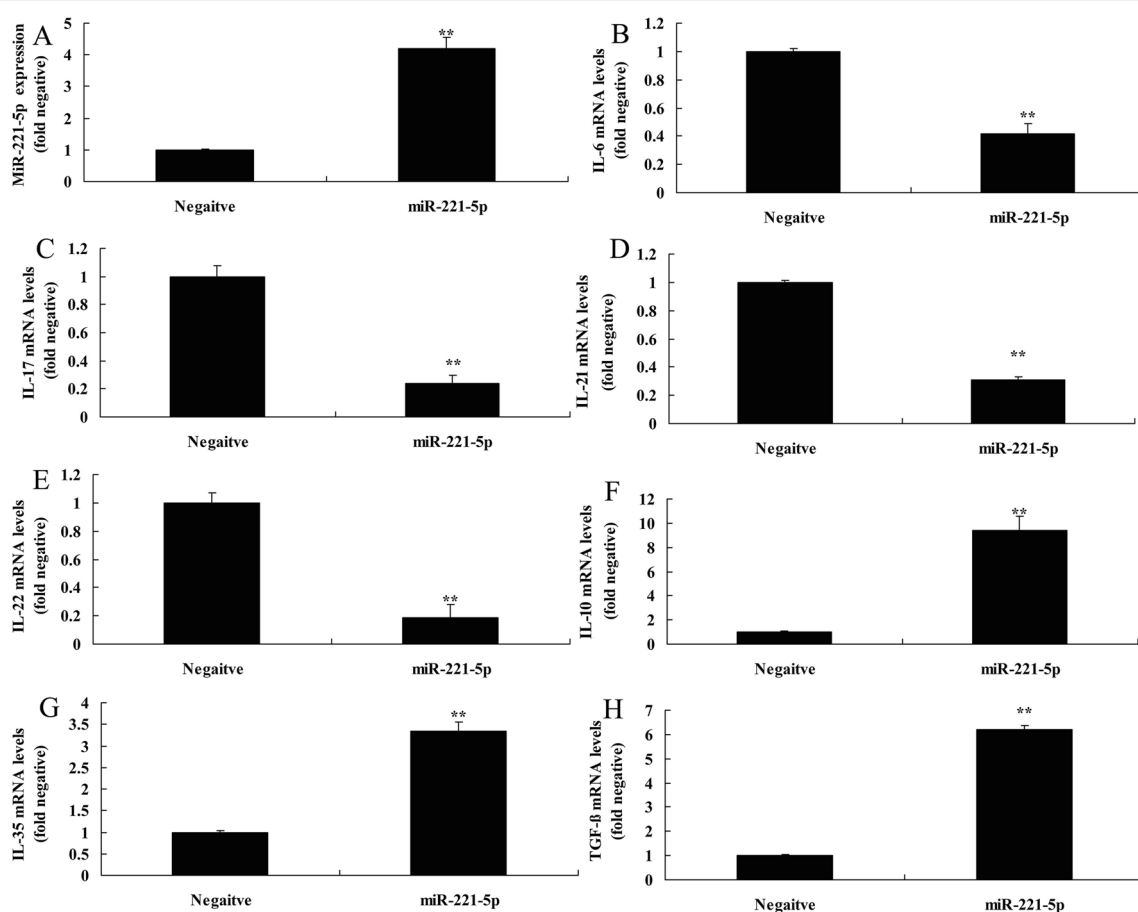 A
MiR-221-5p expression
(fold negative)
5
4
3
2
1
0
**
Negaitve
miR-221-5p
B
IL-6 mRNA levels
(fold negative)
1.2
1
0.8
0.6
0.4
0.2
0
**
Negaitve
miR-221-5p
C
IL-17 mRNA levels
(fold negative)
1.2
1
0.8
0.6
0.4
0.2
0
**
Negaitve
miR-221-5p
D
IL-21 mRNA levels
(fold negative)
1.2
1
0.8
0.6
0.4
0.2
0
**
Negaitve
miR-221-5p
E
IL-22 mRNA levels
(fold negative)
1.2
1
0.8
0.6
0.4
0.2
0
**
Negaitve
miR-221-5p
F
IL-10 mRNA levels
(fold negative)
12
10
8
6
4
2
0
**
Negaitve
miR-221-5p
G
IL-35 mRNA levels
(fold negative)
4
3.5
3
2.5
2
1.5
1
0.5
0
**
Negaitve
miR-221-5p
H
TGF-ß mRNA levels
(fold negative)
7
6
5
4
3
2
1
0
**
Negaitve
miR-221-5p